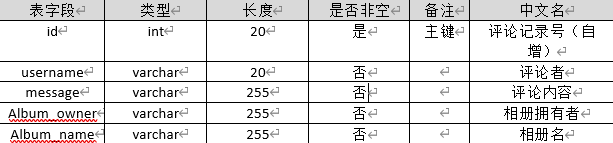 表字段 类型 长度 是否非空 备注 中文名
id int 20 是 主键 评论记录号（自增）
username varchar 20 否 评论者
message varchar 255 否 评论内容
Album_owner varchar 255 否 相册拥有者
Album_name varchar 255 否 相册名